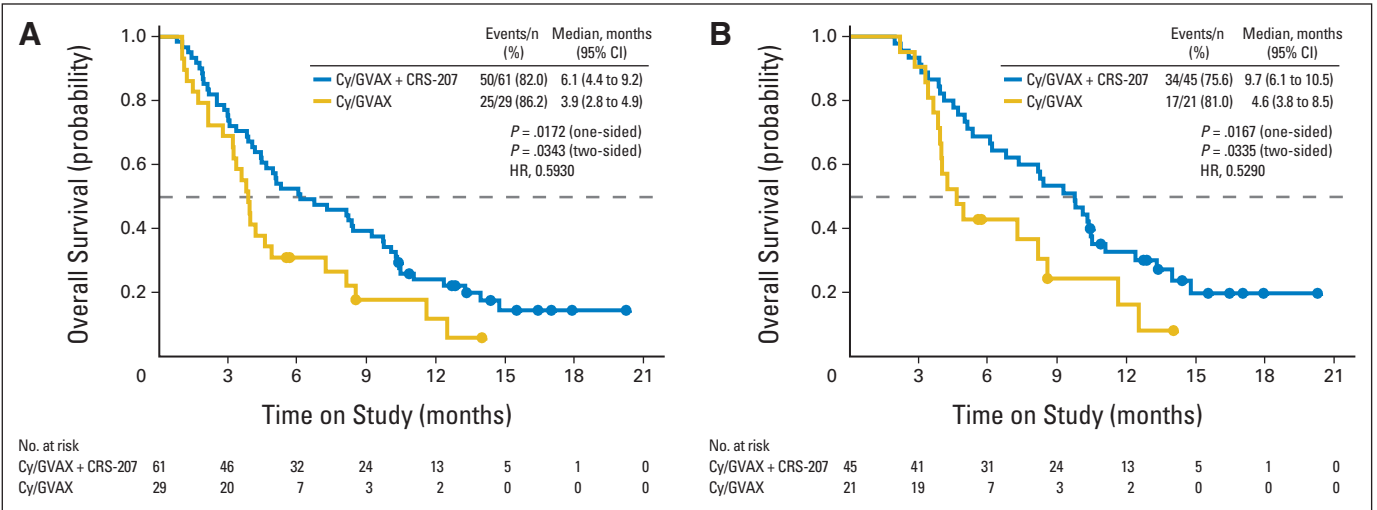 A
Events/n Median, months
(%) (95% CI)
Cy/GVAX + CRS-207 50/61 (82.0) 6.1 (4.4 to 9.2)
Cy/GVAX 25/29 (86.2) 3.9 (2.8 to 4.9)
P = .0172 (one-sided)
P = .0343 (two-sided)
HR, 0.5930
Overall Survival (probability)
1.0
0.8
0.6
0.4
0.2
0 3 6 9 12 15 18 21
Time on Study (months)
No. at risk
Cy/GVAX + CRS-207 61 46 32 24 13 5 1 0
Cy/GVAX 29 20 7 3 2 0 0 0
B
Events/n Median, months
(%) (95% CI)
Cy/GVAX + CRS-207 34/45 (75.6) 9.7 (6.1 to 10.5)
Cy/GVAX 17/21 (81.0) 4.6 (3.8 to 8.5)
P = .0167 (one-sided)
P = .0335 (two-sided)
HR, 0.5290
Overall Survival (probability)
1.0
0.8
0.6
0.4
0.2
0 3 6 9 12 15 18 21
Time on Study (months)
No. at risk
Cy/GVAX + CRS-207 45 41 31 24 13 5 1 0
Cy/GVAX 21 19 7 3 2 0 0 0